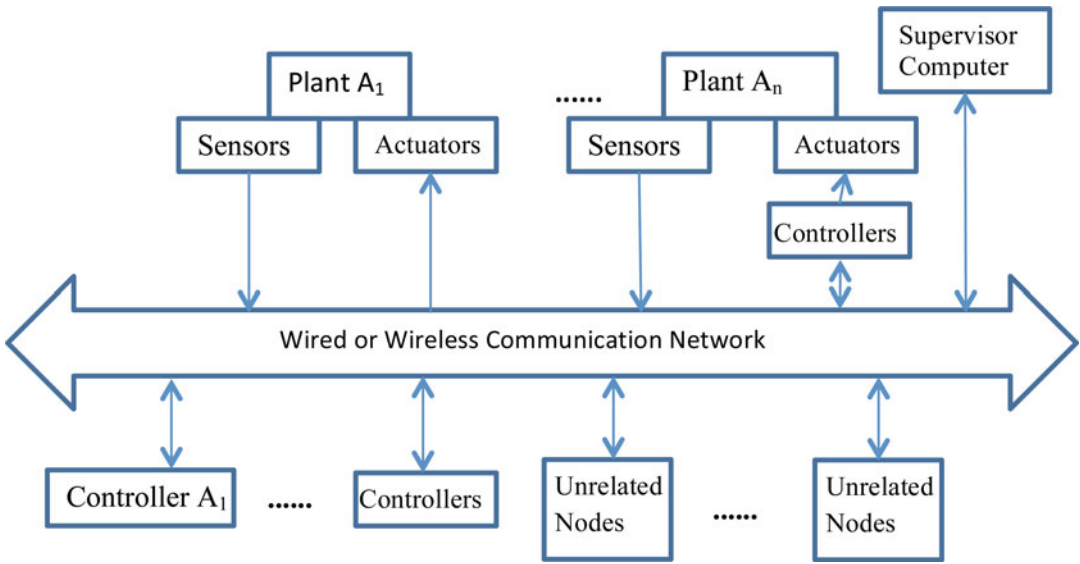 Supervisor
Computer
Plant A₁
......
Plant Aₙ
Sensors
Actuators
Sensors
Actuators
Controllers
Wired or Wireless Communication Network
Controller A₁
......
Controllers
Unrelated
Nodes
......
Unrelated
Nodes